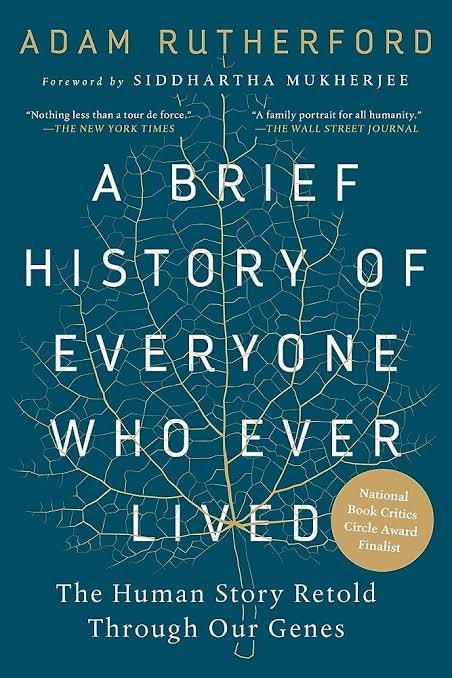 ADAM RUTHERFORD
Foreword by SIDDHARTHA MUKHERJEE
“Nothing less than a tour de force.”
—THE NEW YORK TIMES
“A family portrait for all humanity.”
—THE WALL STREET JOURNAL
A BRIEF
HISTORY OF
EVERYONE
WHO EVER
LIVED
National
Book Critics
Circle Award
Finalist
The Human Story Retold
Through Our Genes